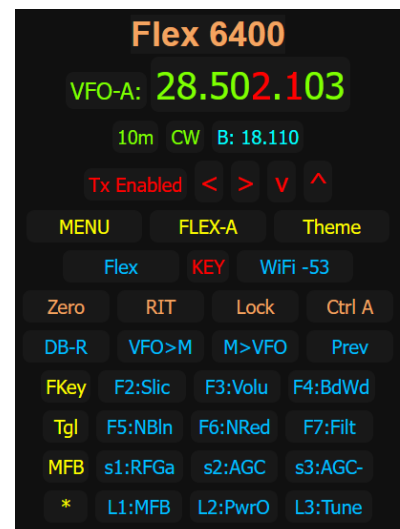 Flex 6400
VFO-A: 28.502.103
10m CW B: 18.110
Tx Enabled < > v ^
MENU FLEX-A Theme
Flex KEY WiFi -53
Zero RIT Lock Ctrl A
DB-R VFO>M M>VFO Prev
FKey F2:Slic F3:Volu F4:BdWd
Tgl F5:NBln F6:NRed F7:Filt
MFB s1:RFGa s2:AGC s3:AGC-
* L1:MFB L2:PwrO L3:Tune